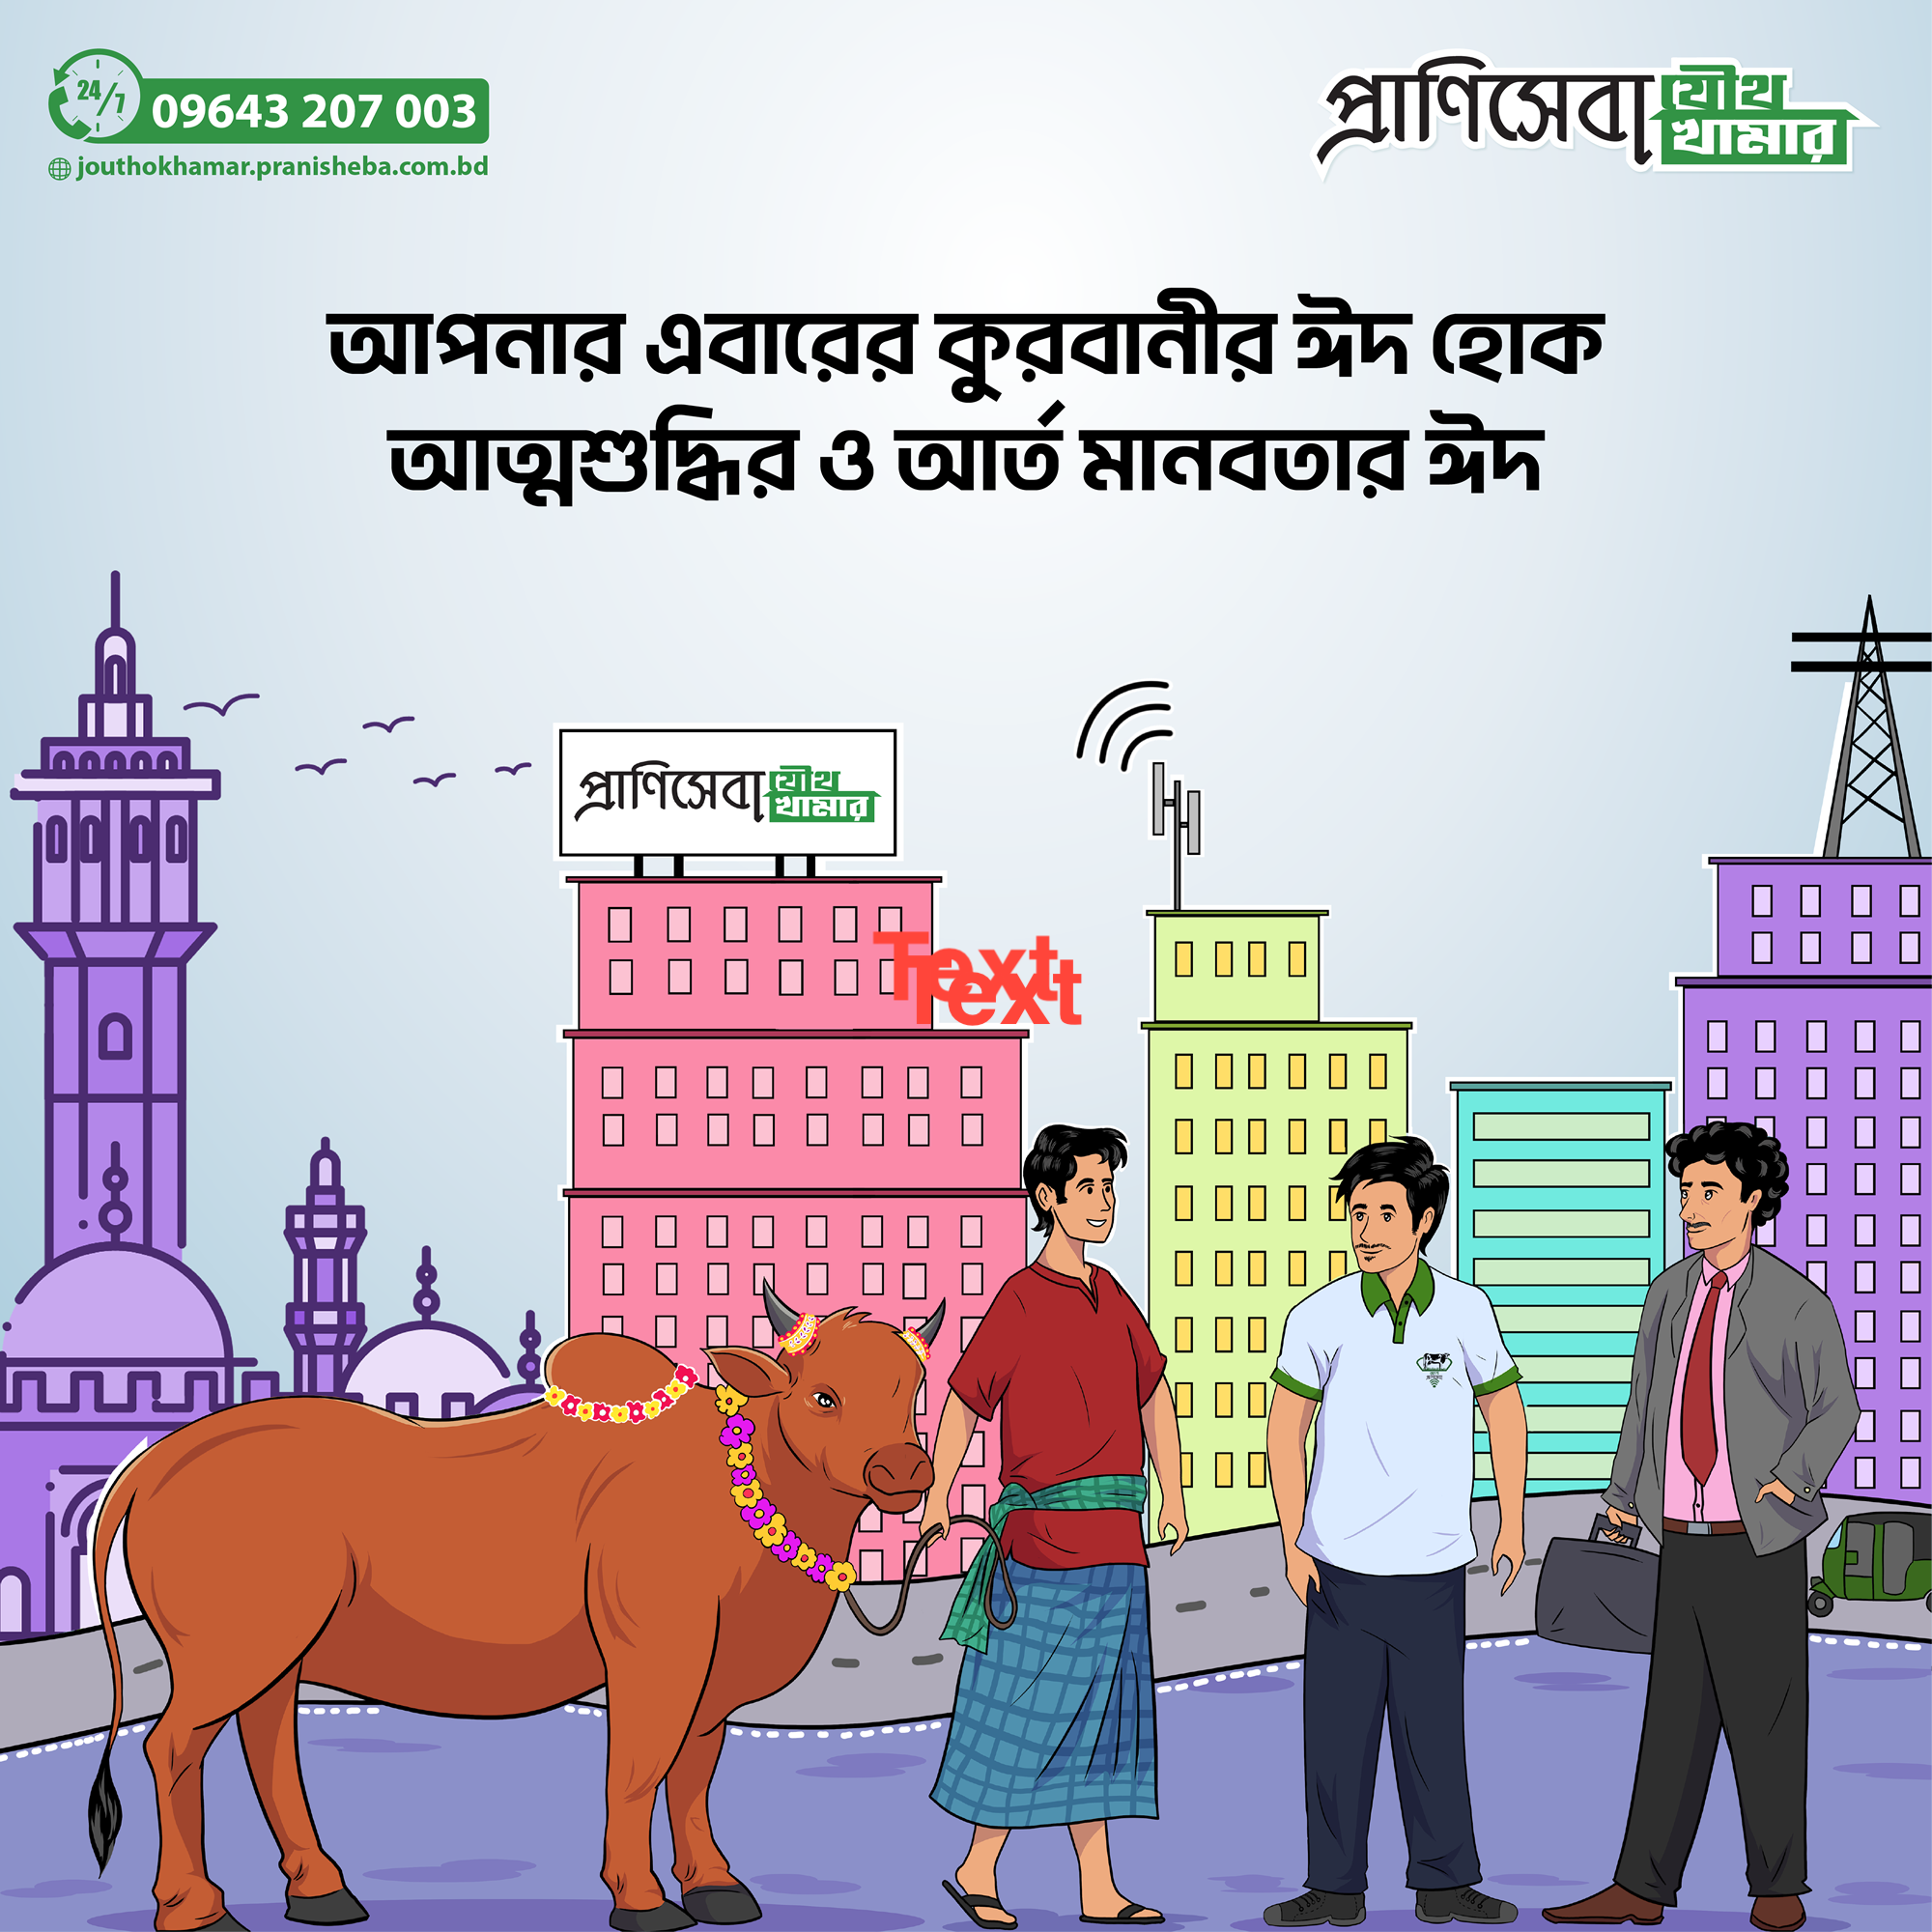 24/7
09643 207 003
jouthokhamar.pranisheba.com.bd
প্রাণিসেবা যৌথ খামার
আপনার এবারের কুরবানীর ঈদ হোক
আত্মশুদ্ধির ও আর্ত মানবতার ঈদ
প্রাণিসেবা যৌথ খামার
Text
Text